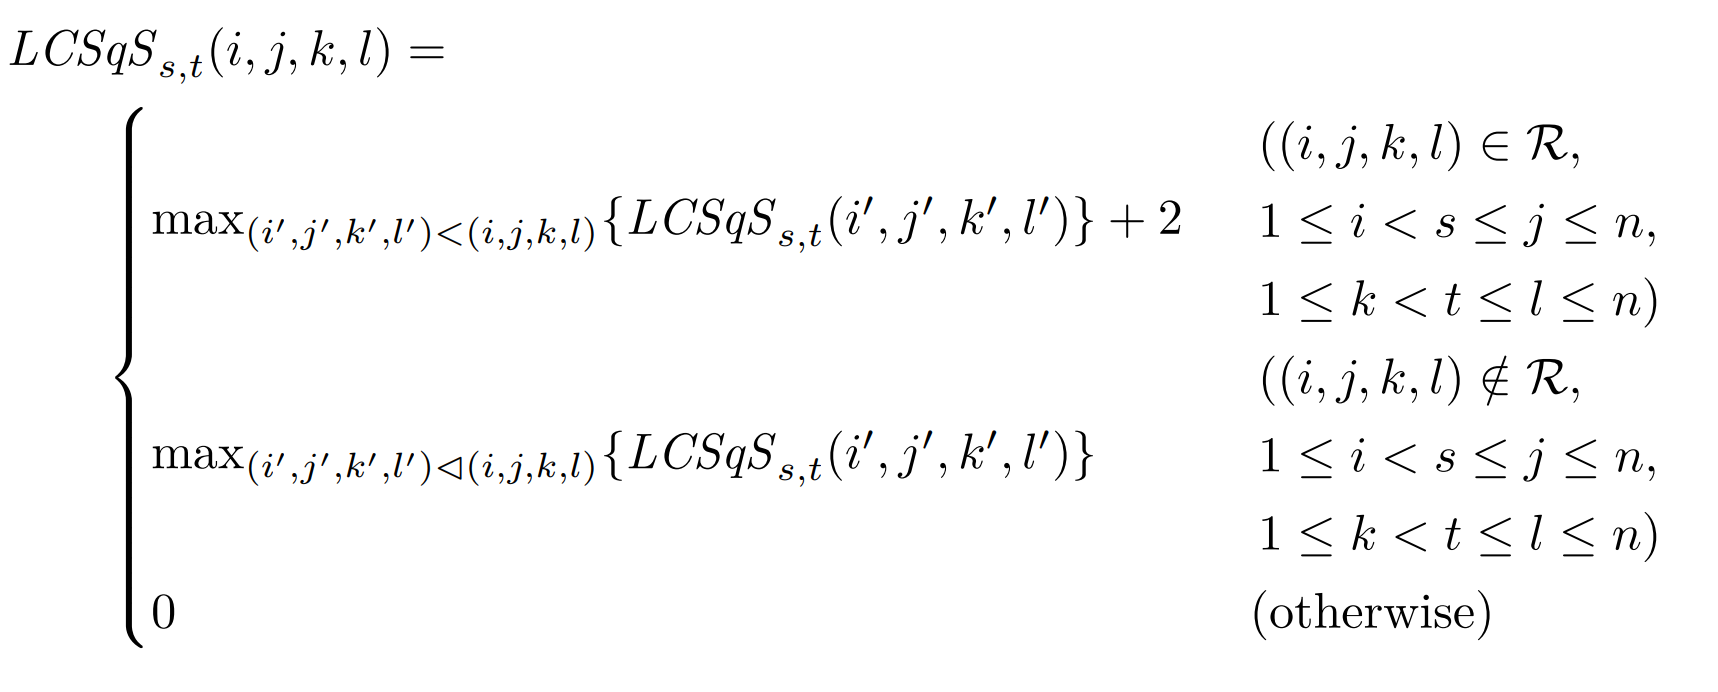 LCSqS_{s,t}(i, j, k, l) =
((i, j, k, l) ∈ ℛ,
max_{(i′,j′,k′,l′)<(i,j,k,l)}{LCSqS_{s,t}(i′, j′, k′, l′)} + 2 1 ≤ i < s ≤ j ≤ n,
1 ≤ k < t ≤ l ≤ n)
((i, j, k, l) ∉ ℛ,
max_{(i′,j′,k′,l′)⊲(i,j,k,l)}{LCSqS_{s,t}(i′, j′, k′, l′)} 1 ≤ i < s ≤ j ≤ n,
1 ≤ k < t ≤ l ≤ n)
0 (otherwise)